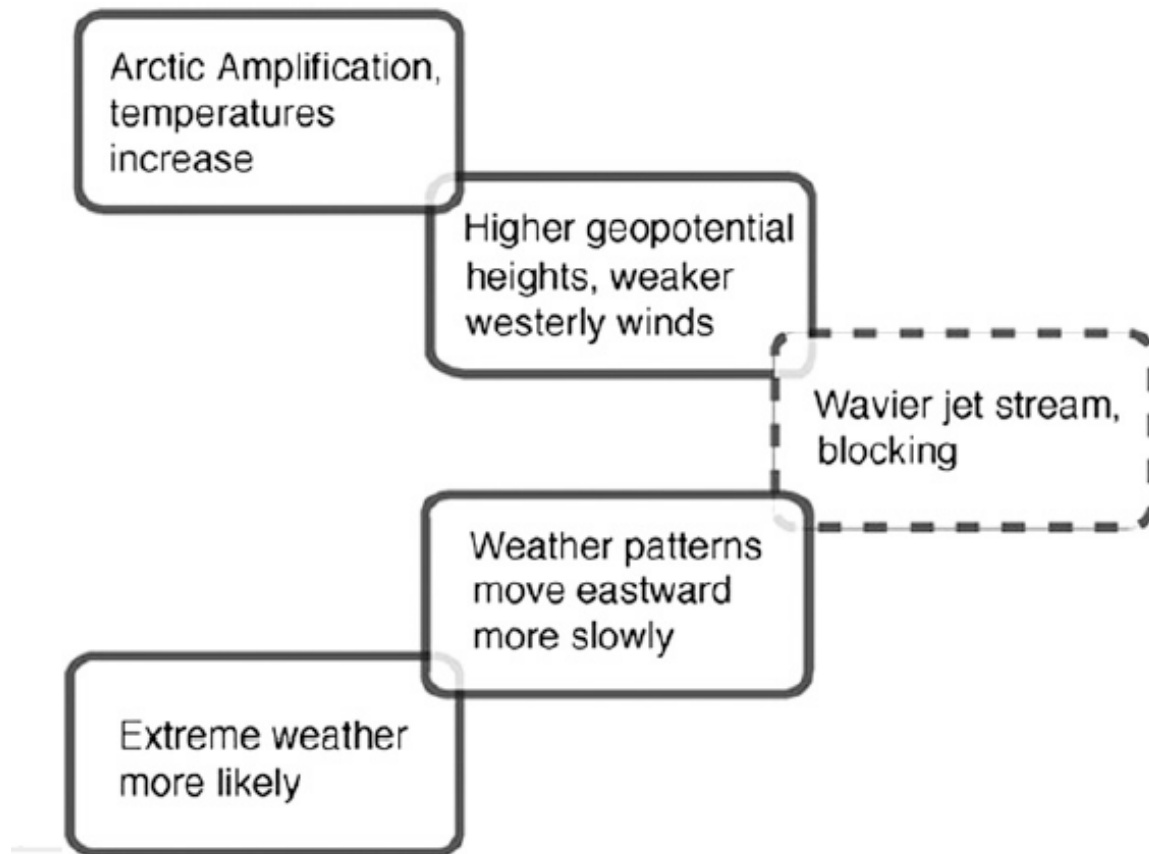 Arctic Amplification,
temperatures
increase
Higher geopotential
heights, weaker
westerly winds
Wavier jet stream,
blocking
Weather patterns
move eastward
more slowly
Extreme weather
more likely